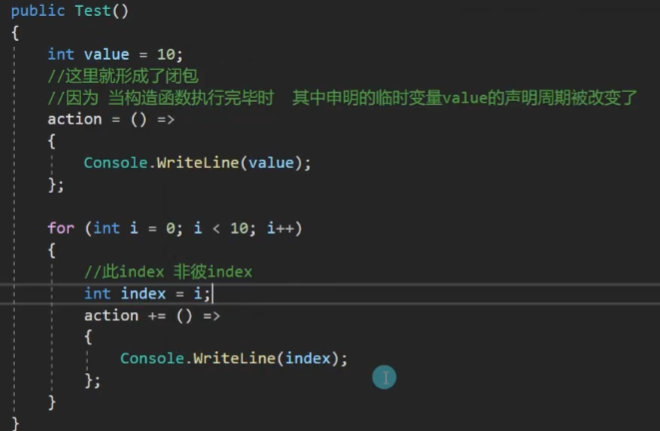 public Test()
{
int value = 10;
//这里就形成了闭包
//因为 当构造函数执行完毕时 其中申明的临时变量value的声明周期被改变了
action = () =>
{
Console.WriteLine(value);
};
for (int i = 0; i < 10; i++)
{
//此index 非彼index
int index = i;
action += () =>
{
Console.WriteLine(index);
};
}
}